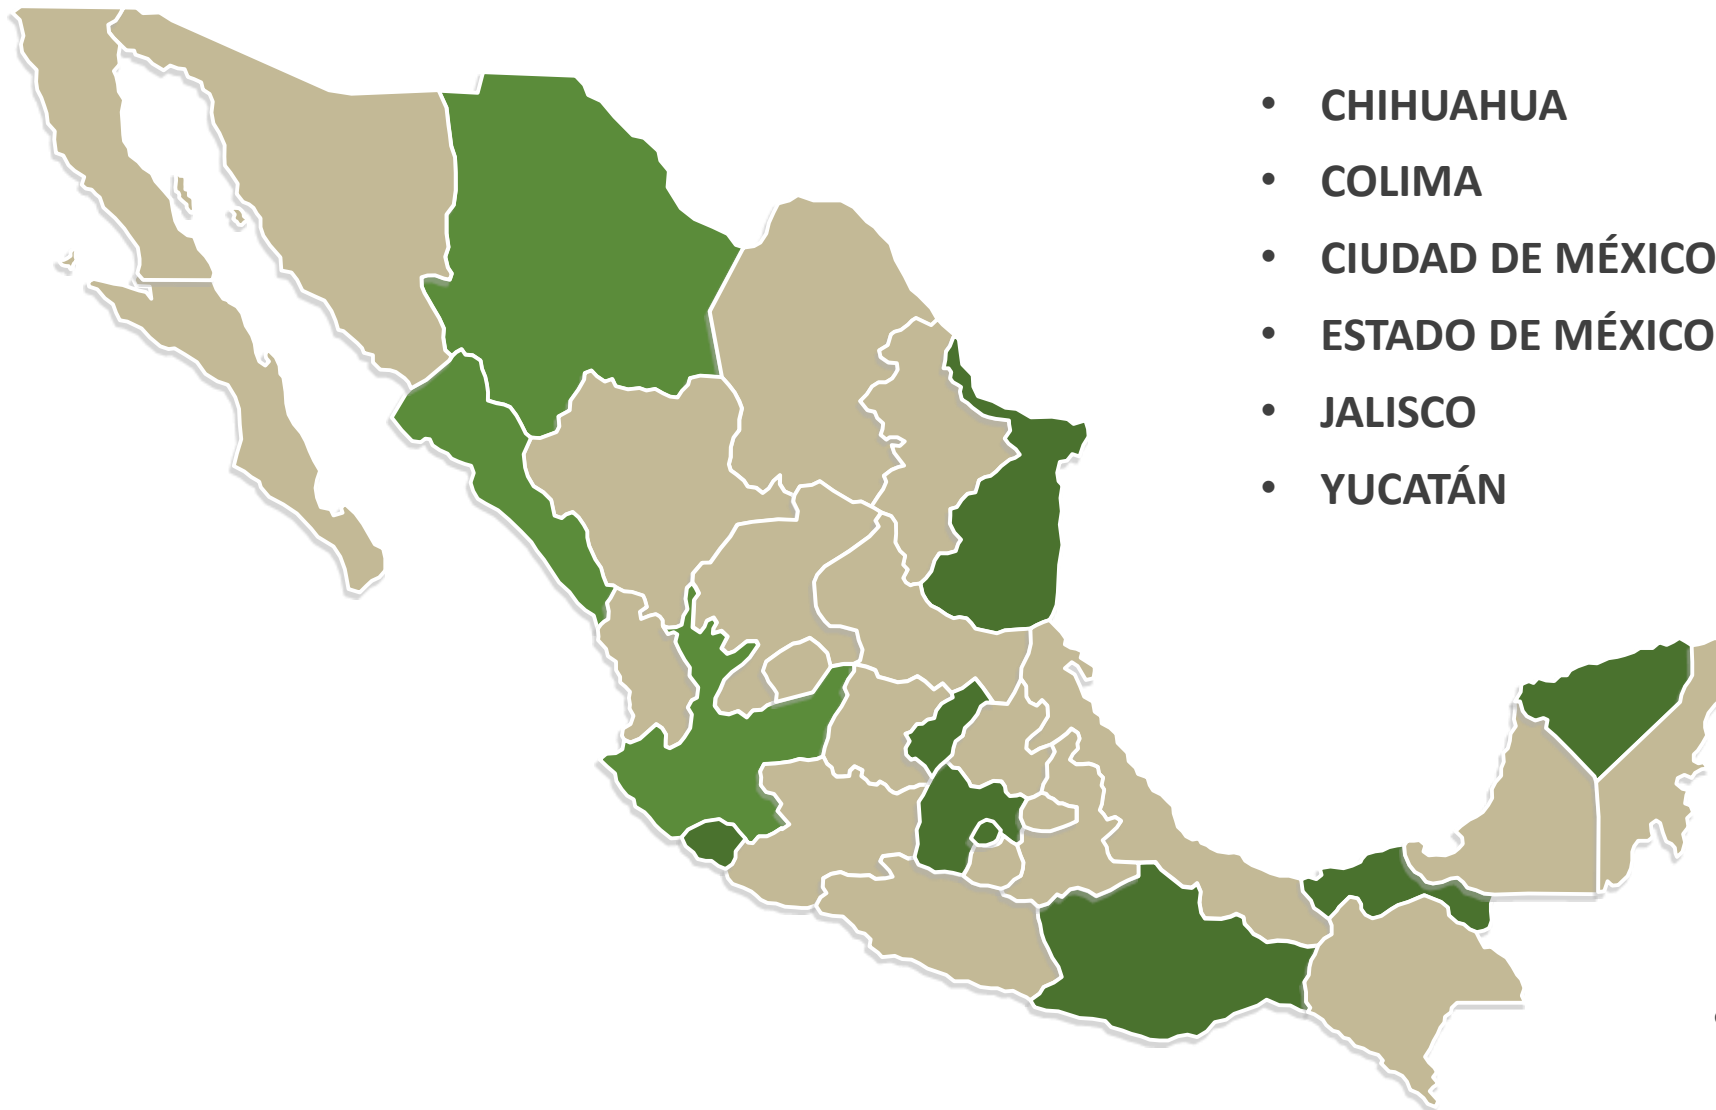 • CHIHUAHUA
• COLIMA
• CIUDAD DE MÉXICO
• ESTADO DE MÉXICO
• JALISCO
• YUCATÁN